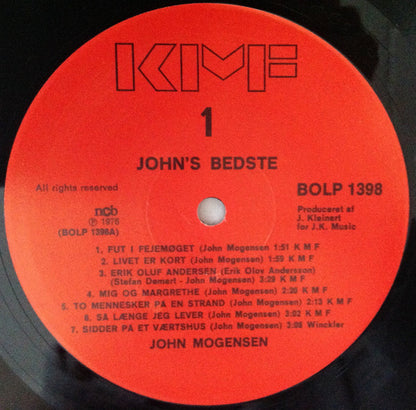 KMF
1
JOHN'S BEDSTE
All rights reserved
BOLP 1398
ncb
Ⓟ 1976
(BOLP 1398A)
Produceret af
J. Kleinert
for J.K. Music
1. FUT I FEJEMØGET (John Mogensen) 1:51 K M F
2. LIVET ER KORT (John Mogensen) 1:59 K M F
3. ERIK OLUF ANDERSEN (Erik Olov Andersson)
(Stefan Demert - John Mogensen) 3:29 K M F
4. MIG OG MARGRETHE (John Mogensen) 2:20 K M F
5. TO MENNESKER PÅ EN STRAND (John Mogensen) 2:13 K M F
6. SÅ LÆNGE JEG LEVER (John Mogensen) 3:02 K M F
7. SIDDER PÅ ET VÆRTSHUS (John Mogensen) 3:08 Winckler
JOHN MOGENSEN